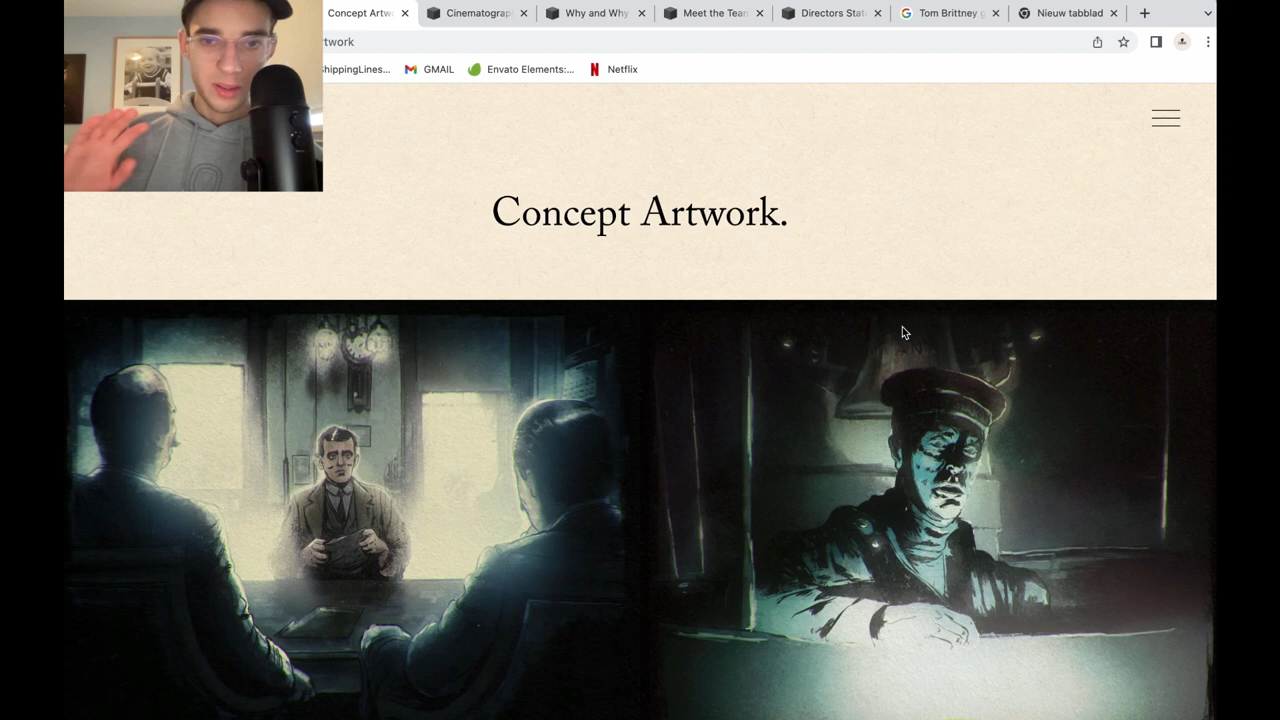 Concept Artw
Cinematograp
Why and Why
Meet the Tean
Directors Stat
Tom Brittney g
Nieuw tabblad
twork
ShippingLines...
GMAIL
Envato Elements:...
Netflix
Concept Artwork.